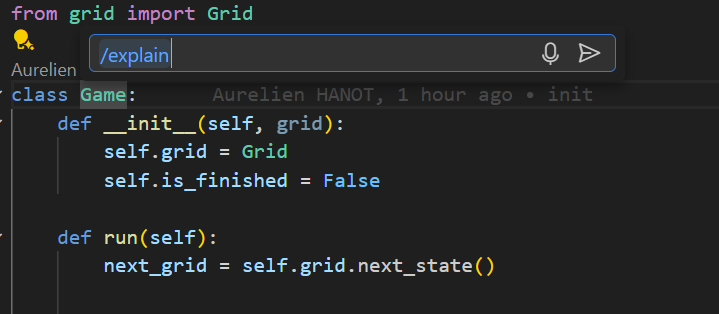 from grid import Grid
/explain
Aurelien
class Game: Aurelien HANOT, 1 hour ago • init
def __init__(self, grid):
self.grid = Grid
self.is_finished = False
def run(self):
next_grid = self.grid.next_state()